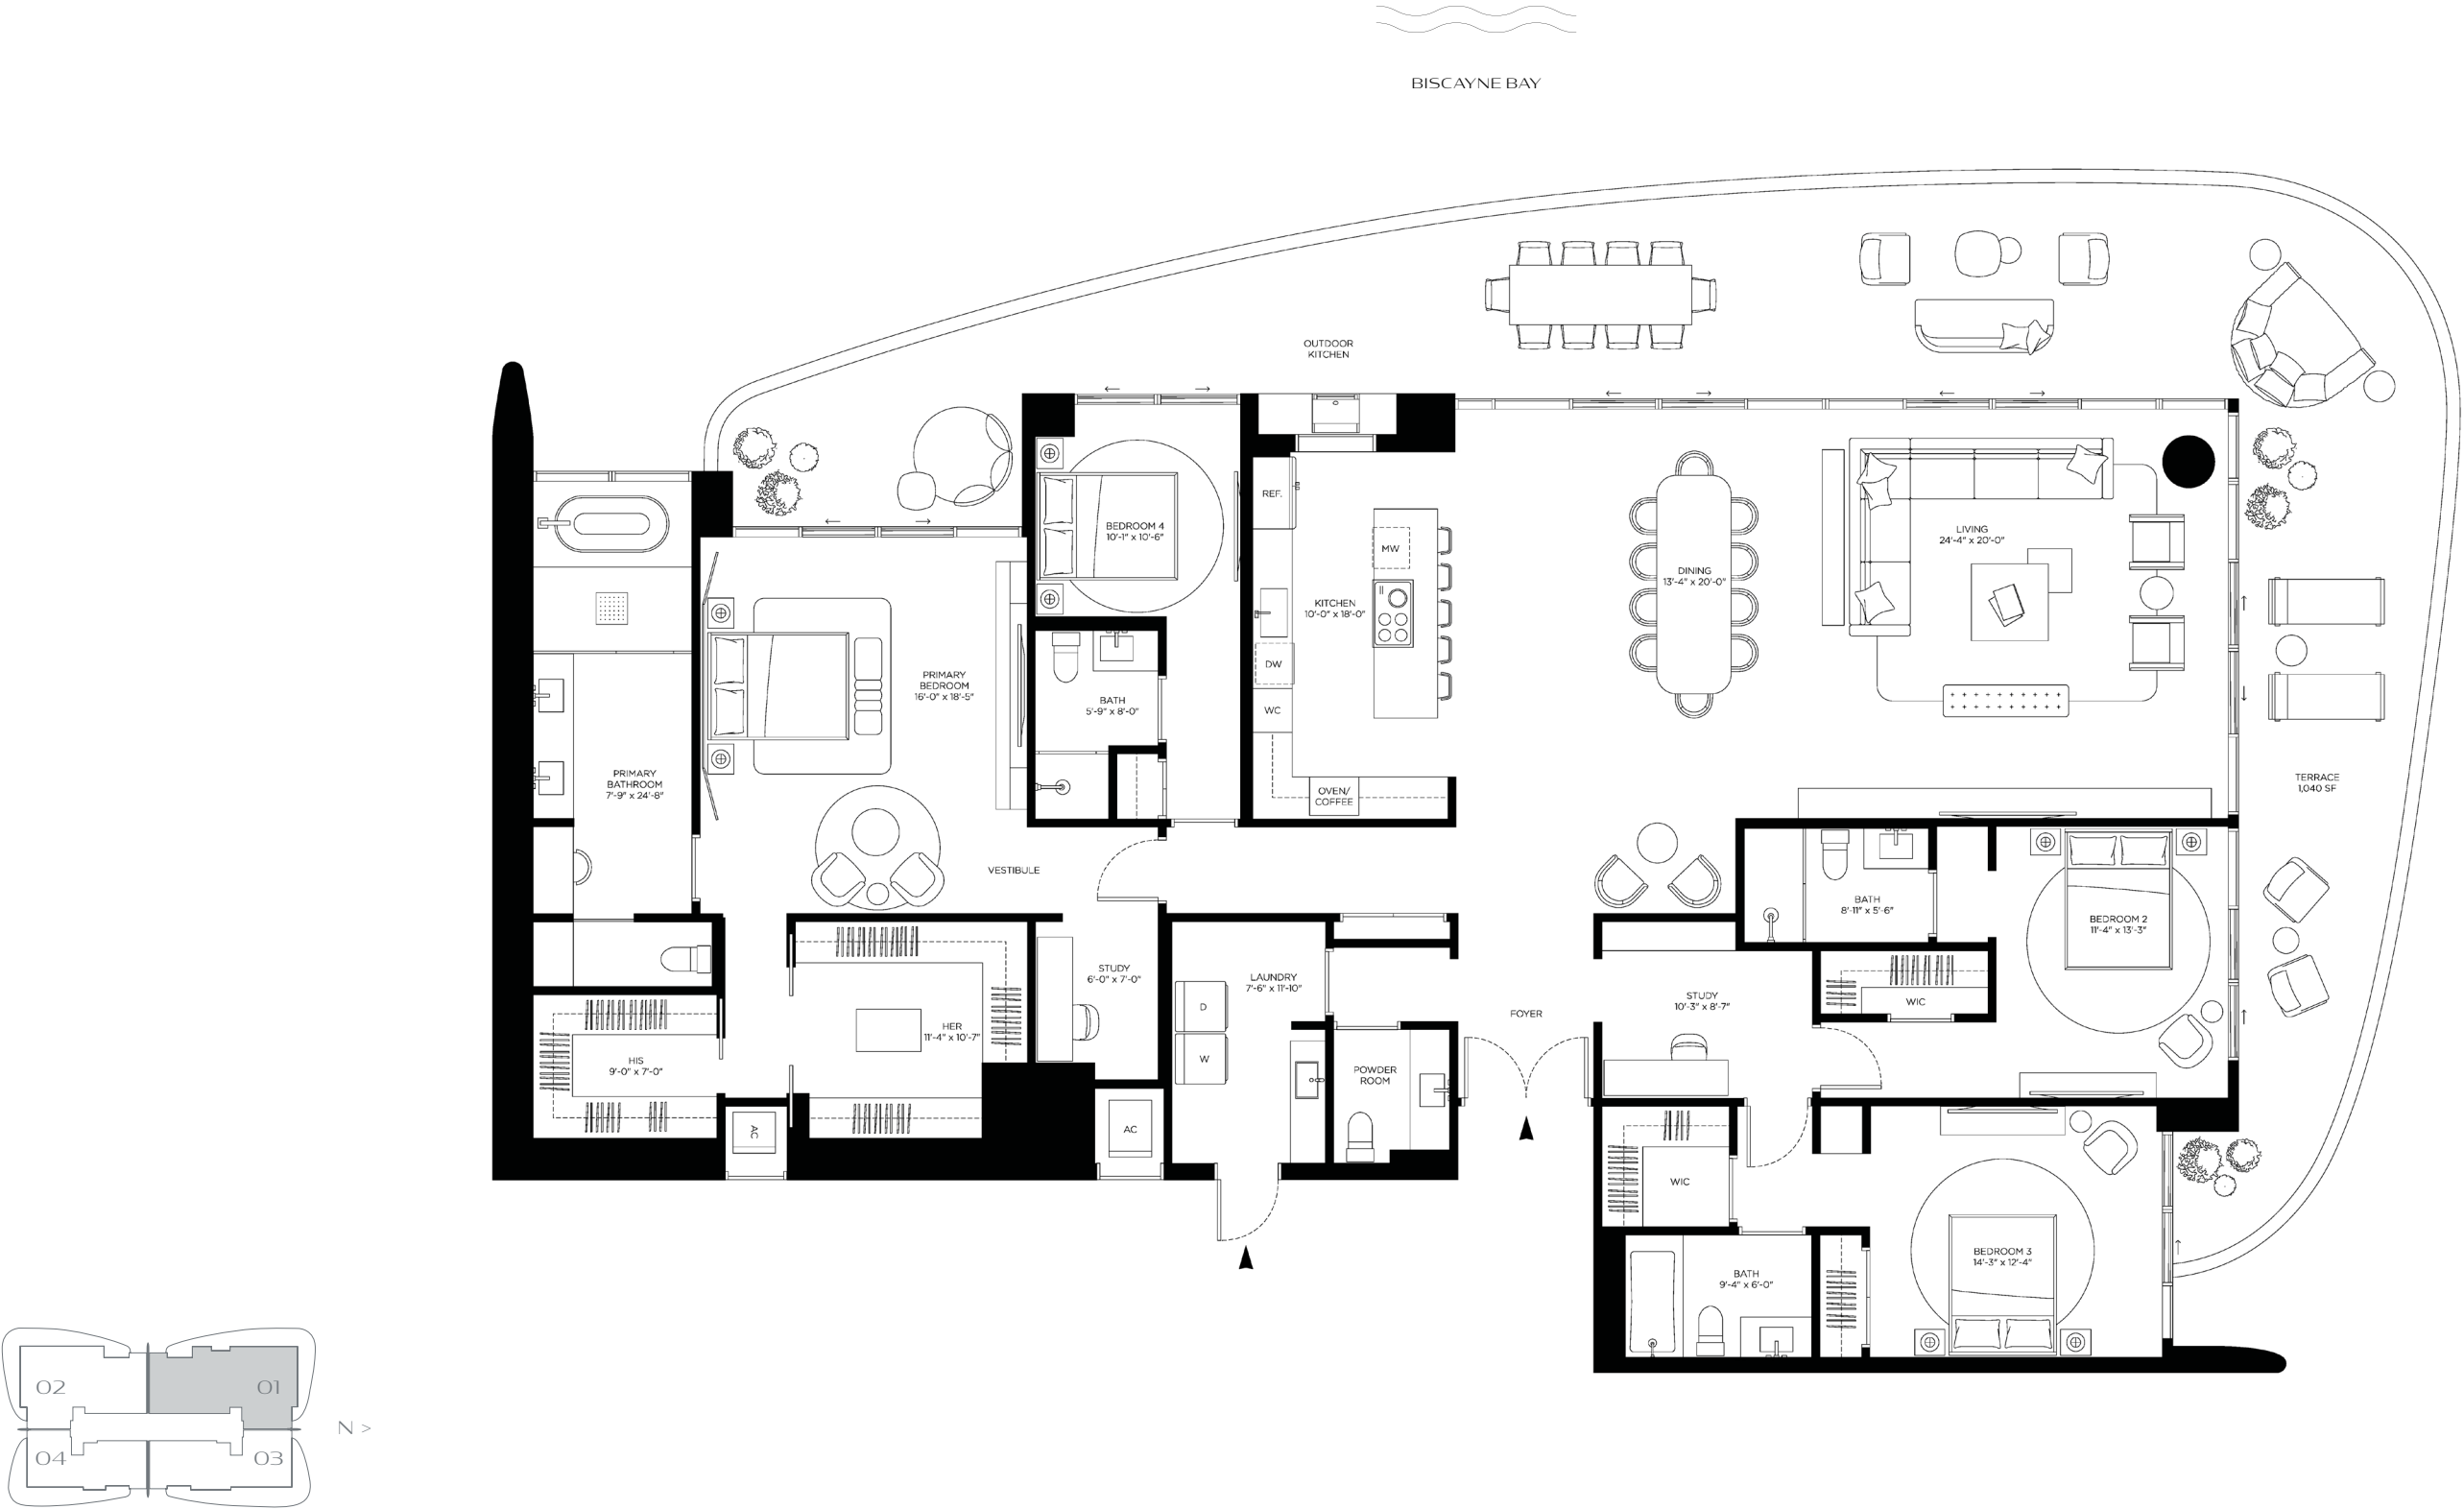 BISCAYNE BAY
OUTDOOR
KITCHEN
BEDROOM 4
10'-1" x 10'-6"
REF.
MW
KITCHEN
10'-0" x 18'-0"
DW
WC
OVEN/
COFFEE
DINING
13'-4" x 20'-0"
LIVING
24'-4" x 20'-0"
TERRACE
1,040 SF
PRIMARY
BEDROOM
16'-0" x 18'-5"
BATH
5'-9" x 8'-0"
PRIMARY
BATHROOM
7'-9" x 24'-8"
VESTIBULE
BATH
8'-11" x 5'-6"
BEDROOM 2
11'-4" x 13'-3"
STUDY
6'-0" x 7'-0"
LAUNDRY
7'-6" x 11'-10"
D
W
FOYER
STUDY
10'-3" x 8'-7"
WIC
HER
11'-4" x 10'-7"
HIS
9'-0" x 7'-0"
POWDER
ROOM
AC
AC
WIC
BEDROOM 3
14'-3" x 12'-4"
BATH
9'-4" x 6'-0"
02
01
04
03
N >